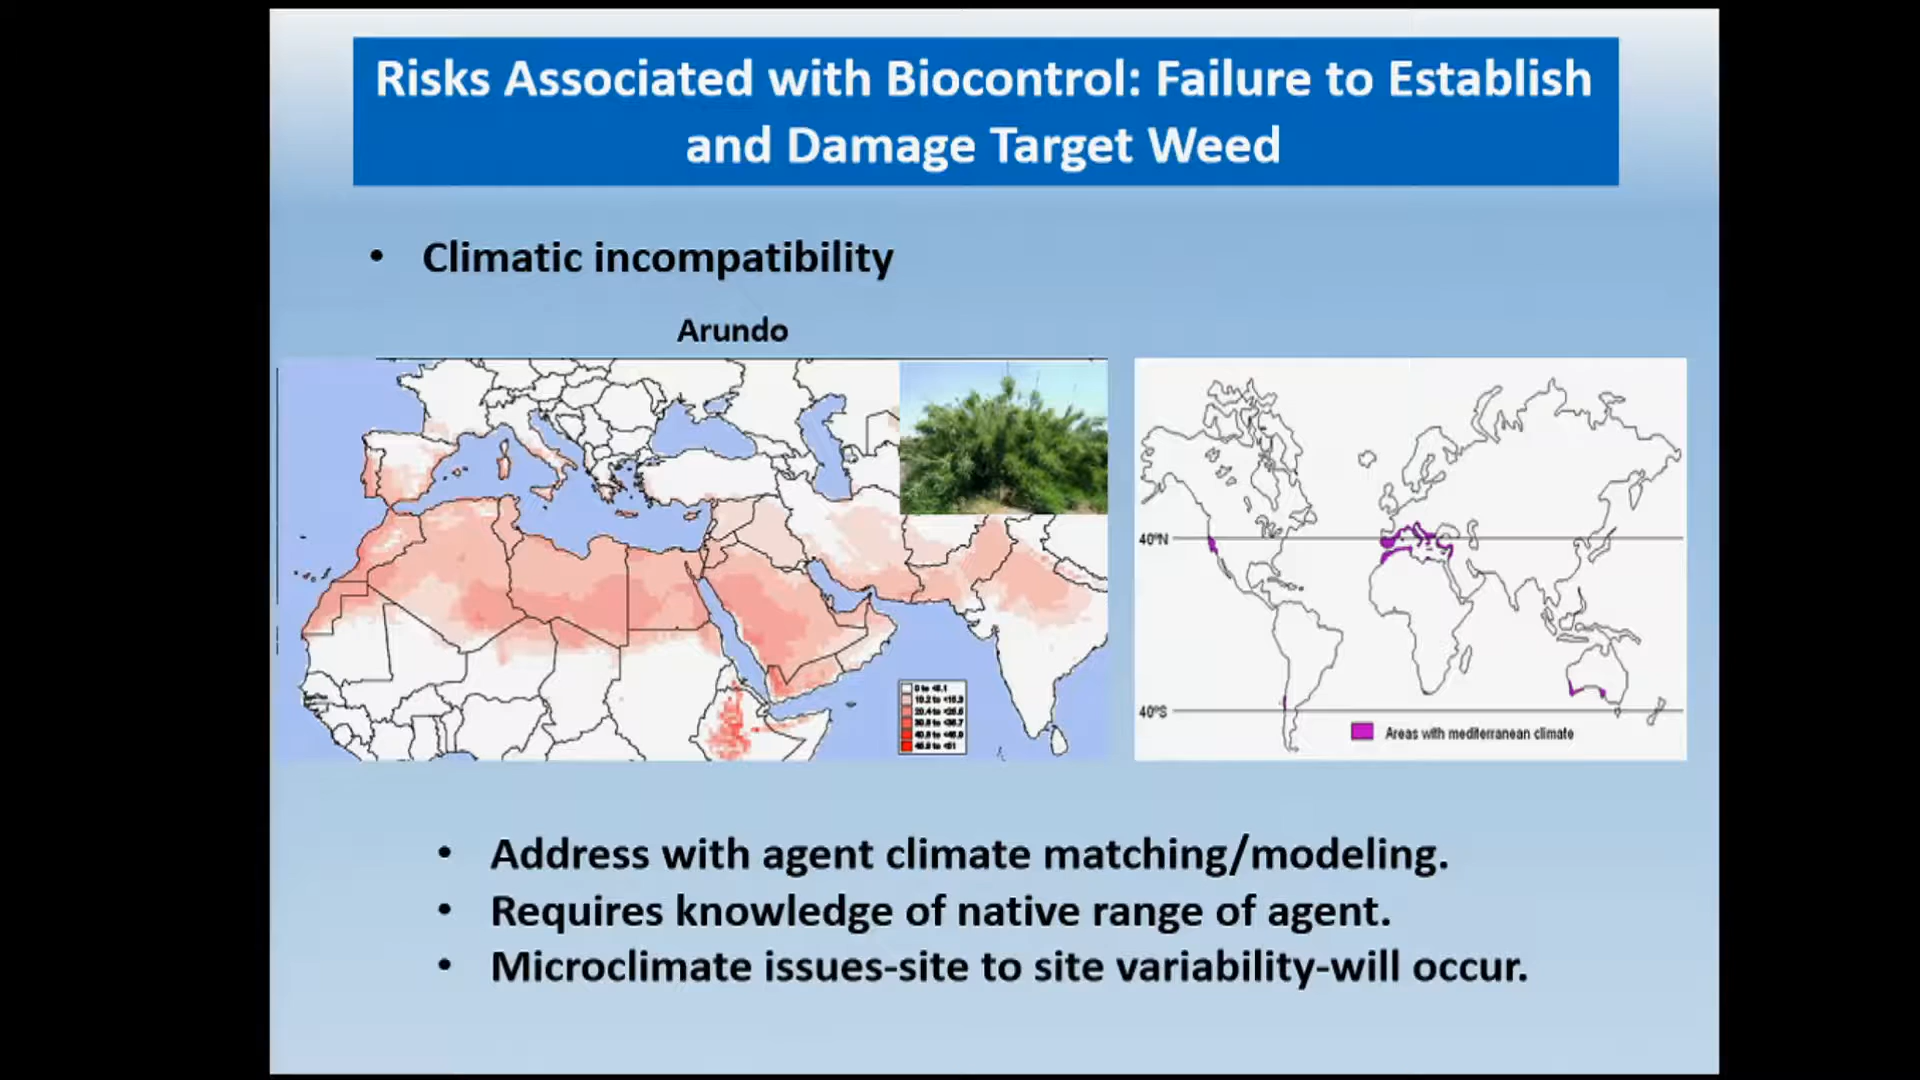 Risks Associated with Biocontrol: Failure to Establish
and Damage Target Weed
• Climatic incompatibility
Arundo
40ºN
40ºS
Areas with mediterranean climate
• Address with agent climate matching/modeling.
• Requires knowledge of native range of agent.
• Microclimate issues-site to site variability-will occur.